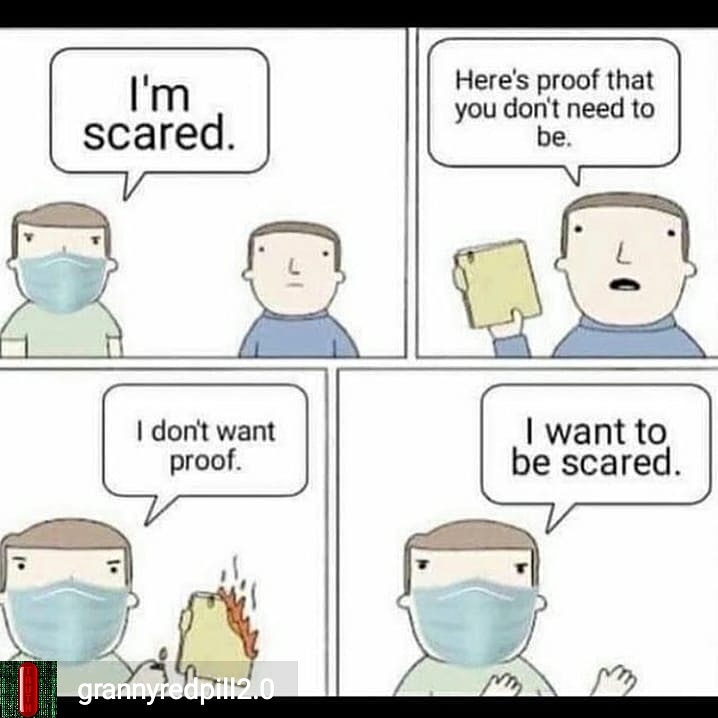 I'm
scared.
Here's proof that
you don't need to
be.
I don't want
proof.
I want to
be scared.
grannyredpill2.0